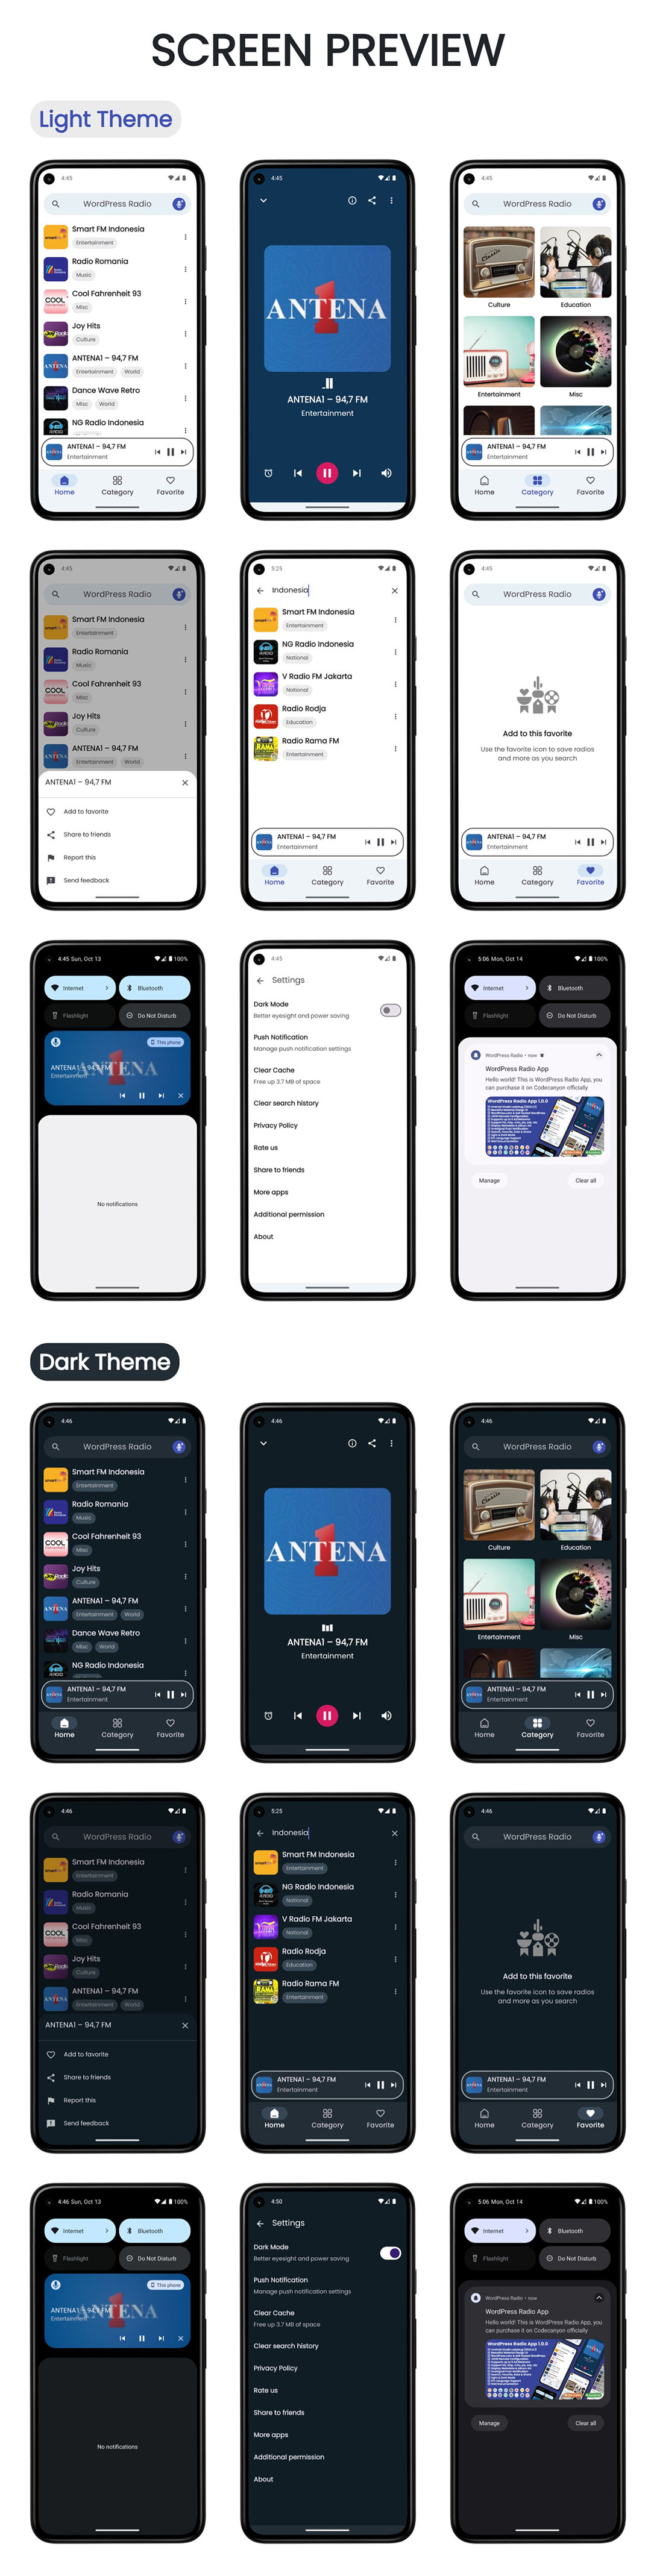 SCREEN PREVIEW
Light Theme
4:45
WordPress Radio
Smart FM Indonesia
Entertainment
Radio Romania
Music
Cool Fahrenheit 93
Misc
Joy Hits
Culture
ANTENA1 – 94,7 FM
Entertainment World
Dance Wave Retro
Misc World
NG Radio Indonesia
ANTENA1 – 94,7 FM
Entertainment
Home Category Favorite
4:45
ANTENA 1
ANTENA1 – 94,7 FM
Entertainment
4:45
WordPress Radio
Classic
Culture Education
Entertainment Misc
ANTENA1 – 94,7 FM
Entertainment
Home Category Favorite
4:45
WordPress Radio
Smart FM Indonesia
Entertainment
Radio Romania
Music
Cool Fahrenheit 93
Misc
Joy Hits
Culture
ANTENA1 – 94,7 FM
Entertainment World
ANTENA1 – 94,7 FM
Add to favorite
Share to friends
Report this
Send feedback
5:25
Indonesia
Smart FM Indonesia
Entertainment
NG Radio Indonesia
National
V Radio FM Jakarta
National
Radio Rodja
Education
Radio Rama FM
Entertainment
ANTENA1 – 94,7 FM
Entertainment
Home Category Favorite
4:45
WordPress Radio
Add to this favorite
Use the favorite icon to save radios
and more as you search
ANTENA1 – 94,7 FM
Entertainment
Home Category Favorite
4:45 Sun, Oct 13 100%
Internet Bluetooth
Flashlight Do Not Disturb
This phone
ANTENA1 – 94,7 FM
Entertainment
No notifications
4:45
Settings
Dark Mode
Better eyesight and power saving
Push Notification
Manage push notification settings
Clear Cache
Free up 3.7 MB of space
Clear search history
Privacy Policy
Rate us
Share to friends
More apps
Additional permission
About
5:06 Mon, Oct 14 100%
Internet Bluetooth
Flashlight Do Not Disturb
WordPress Radio • now
WordPress Radio App
Hello world! This is WordPress Radio App, you
can purchase it on Codecanyon officially
WordPress Radio App 1.0.0
Manage Clear all
Dark Theme
4:46
WordPress Radio
Smart FM Indonesia
Entertainment
Radio Romania
Music
Cool Fahrenheit 93
Misc
Joy Hits
Culture
ANTENA1 – 94,7 FM
Entertainment World
Dance Wave Retro
Misc World
NG Radio Indonesia
ANTENA1 – 94,7 FM
Entertainment
Home Category Favorite
4:46
ANTENA 1
ANTENA1 – 94,7 FM
Entertainment
4:46
WordPress Radio
Classic
Culture Education
Entertainment Misc
ANTENA1 – 94,7 FM
Entertainment
Home Category Favorite
4:46
WordPress Radio
Smart FM Indonesia
Entertainment
Radio Romania
Music
Cool Fahrenheit 93
Misc
Joy Hits
Culture
ANTENA1 – 94,7 FM
Entertainment World
ANTENA1 – 94,7 FM
Add to favorite
Share to friends
Report this
Send feedback
5:25
Indonesia
Smart FM Indonesia
Entertainment
NG Radio Indonesia
National
V Radio FM Jakarta
National
Radio Rodja
Education
Radio Rama FM
Entertainment
ANTENA1 – 94,7 FM
Entertainment
Home Category Favorite
4:46
WordPress Radio
Add to this favorite
Use the favorite icon to save radios
and more as you search
ANTENA1 – 94,7 FM
Entertainment
Home Category Favorite
4:46 Sun, Oct 13 100%
Internet Bluetooth
Flashlight Do Not Disturb
This phone
ANTENA1 – 94,7 FM
Entertainment
No notifications
4:50
Settings
Dark Mode
Better eyesight and power saving
Push Notification
Manage push notification settings
Clear Cache
Free up 3.7 MB of space
Clear search history
Privacy Policy
Rate us
Share to friends
More apps
Additional permission
About
5:06 Mon, Oct 14 100%
Internet Bluetooth
Flashlight Do Not Disturb
WordPress Radio • now
WordPress Radio App
Hello world! This is WordPress Radio App, you
can purchase it on Codecanyon officially
WordPress Radio App 1.0.0
Manage Clear all